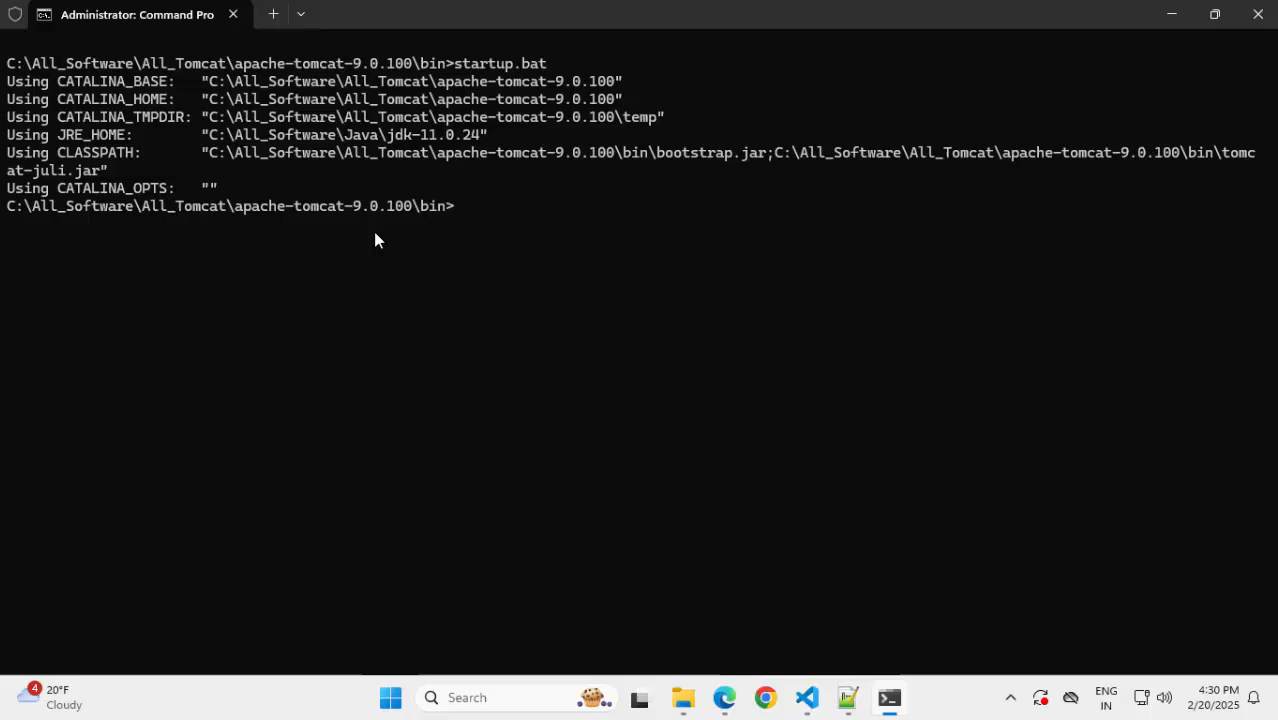 Administrator: Command Pro
C:\All_Software\All_Tomcat\apache-tomcat-9.0.100\bin>startup.bat
Using CATALINA_BASE:   "C:\All_Software\All_Tomcat\apache-tomcat-9.0.100"
Using CATALINA_HOME:   "C:\All_Software\All_Tomcat\apache-tomcat-9.0.100"
Using CATALINA_TMPDIR: "C:\All_Software\All_Tomcat\apache-tomcat-9.0.100\temp"
Using JRE_HOME:        "C:\All_Software\Java\jdk-11.0.24"
Using CLASSPATH:       "C:\All_Software\All_Tomcat\apache-tomcat-9.0.100\bin\bootstrap.jar;C:\All_Software\All_Tomcat\apache-tomcat-9.0.100\bin\tomc
at-juli.jar"
Using CATALINA_OPTS:   ""
C:\All_Software\All_Tomcat\apache-tomcat-9.0.100\bin>
4
20°F
Cloudy
Search
ENG
IN
4:30 PM
2/20/2025